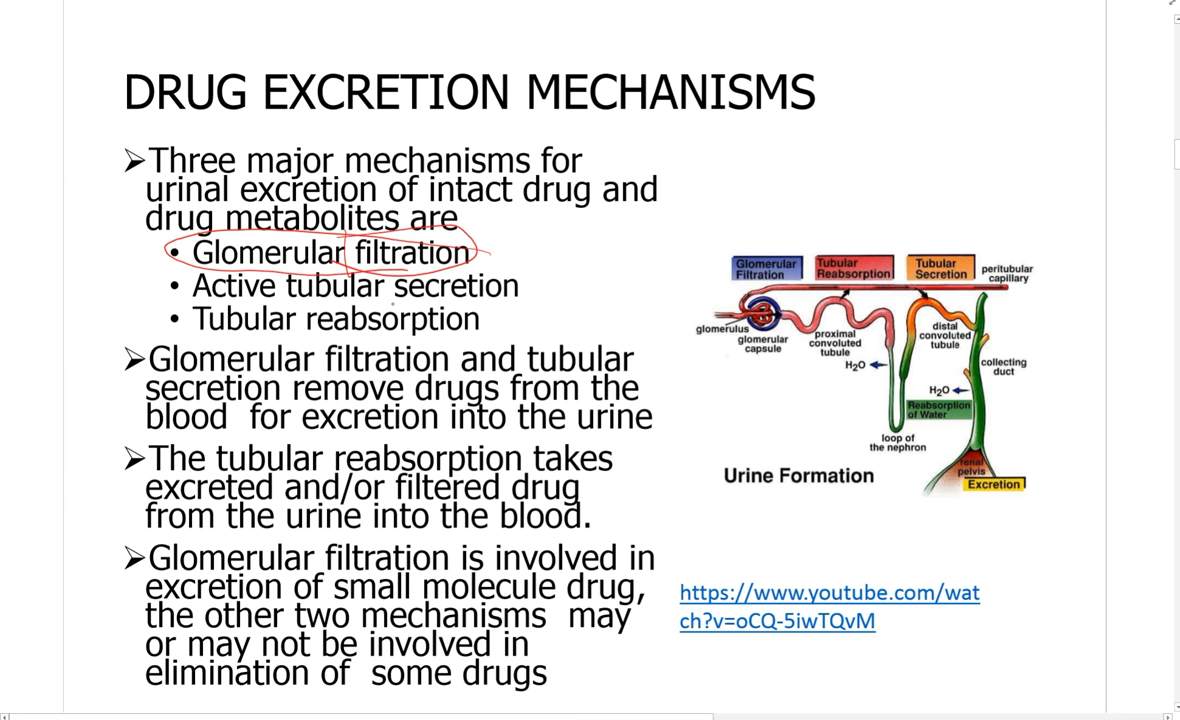 DRUG EXCRETION MECHANISMS
➢Three major mechanisms for
urinal excretion of intact drug and
drug metabolites are
• Glomerular filtration
• Active tubular secretion
• Tubular reabsorption
➢Glomerular filtration and tubular
secretion remove drugs from the
blood for excretion into the urine
➢The tubular reabsorption takes
excreted and/or filtered drug
from the urine into the blood.
➢Glomerular filtration is involved in
excretion of small molecule drug,
the other two mechanisms may
or may not be involved in
elimination of some drugs
Glomerular
Filtration
Tubular
Reabsorption
Tubular
Secretion
peritubular
capillary
glomerulus
glomerular
capsule
proximal
convoluted
tubule
distal
convoluted
tubule
H₂O
collecting
duct
H₂O
Reabsorption
of Water
loop of
the nephron
renal
pelvis
Excretion
Urine Formation
https://www.youtube.com/wat
ch?v=oCQ-5iwTQvM